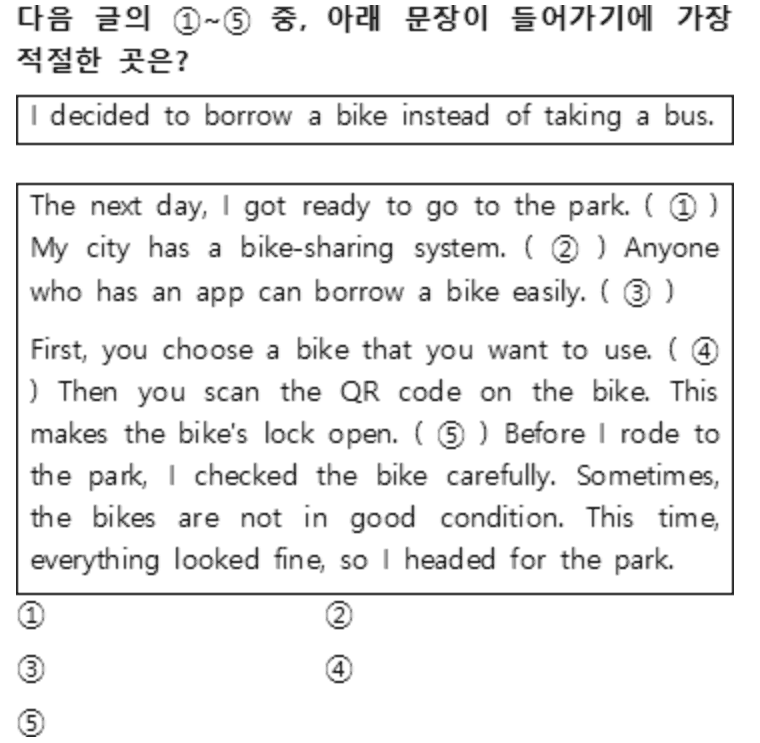 다음 글의 ①~⑤ 중, 아래 문장이 들어가기에 가장
적절한 곳은?
I decided to borrow a bike instead of taking a bus.
The next day, I got ready to go to the park. ( ① )
My city has a bike-sharing system. ( ② ) Anyone
who has an app can borrow a bike easily. ( ③ )
First, you choose a bike that you want to use. ( ④
) Then you scan the QR code on the bike. This
makes the bike's lock open. ( ⑤ ) Before I rode to
the park, I checked the bike carefully. Sometimes,
the bikes are not in good condition. This time,
everything looked fine, so I headed for the park.
① ②
③ ④
⑤